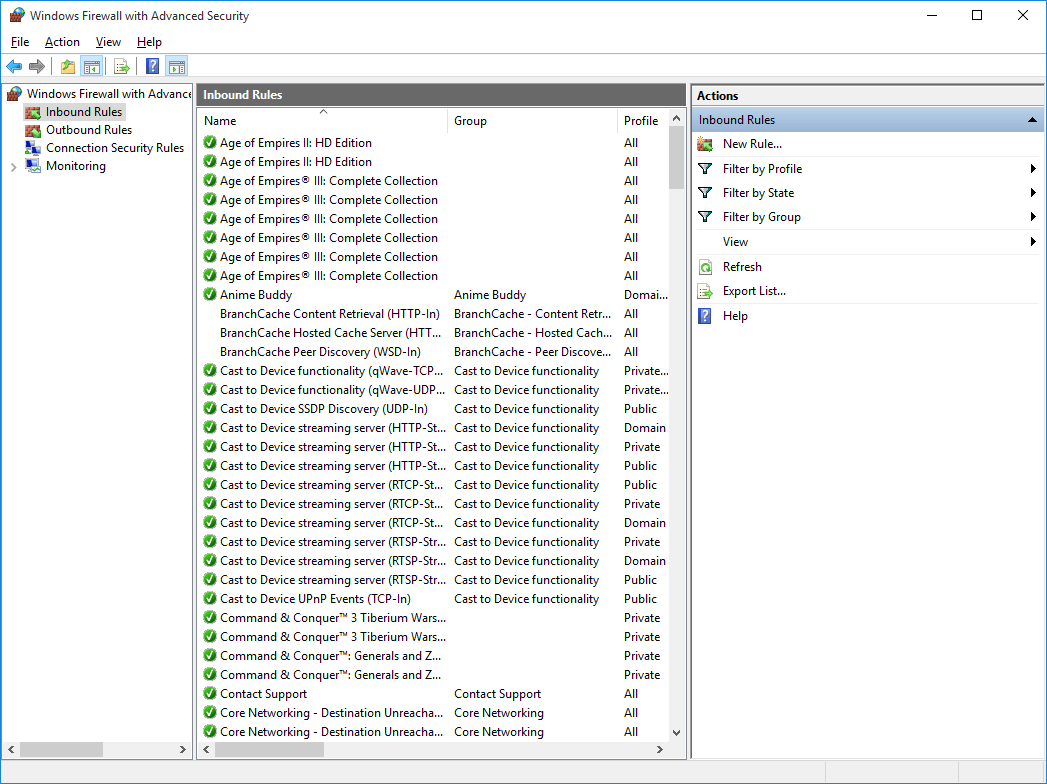 Windows Firewall with Advanced Security
File Action View Help
Windows Firewall with Advance
Inbound Rules
Outbound Rules
Connection Security Rules
Monitoring
Inbound Rules
Name Group Profile
Age of Empires II: HD Edition All
Age of Empires II: HD Edition All
Age of Empires® III: Complete Collection All
Age of Empires® III: Complete Collection All
Age of Empires® III: Complete Collection All
Age of Empires® III: Complete Collection All
Age of Empires® III: Complete Collection All
Age of Empires® III: Complete Collection All
Anime Buddy Anime Buddy Domai...
BranchCache Content Retrieval (HTTP-In) BranchCache - Content Retr... All
BranchCache Hosted Cache Server (HTT... BranchCache - Hosted Cach... All
BranchCache Peer Discovery (WSD-In) BranchCache - Peer Discove... All
Cast to Device functionality (qWave-TCP... Cast to Device functionality Private...
Cast to Device functionality (qWave-UDP... Cast to Device functionality Private...
Cast to Device SSDP Discovery (UDP-In) Cast to Device functionality Public
Cast to Device streaming server (HTTP-St... Cast to Device functionality Domain
Cast to Device streaming server (HTTP-St... Cast to Device functionality Private
Cast to Device streaming server (HTTP-St... Cast to Device functionality Public
Cast to Device streaming server (RTCP-St... Cast to Device functionality Public
Cast to Device streaming server (RTCP-St... Cast to Device functionality Private
Cast to Device streaming server (RTCP-St... Cast to Device functionality Domain
Cast to Device streaming server (RTSP-Str... Cast to Device functionality Private
Cast to Device streaming server (RTSP-Str... Cast to Device functionality Domain
Cast to Device streaming server (RTSP-Str... Cast to Device functionality Public
Cast to Device UPnP Events (TCP-In) Cast to Device functionality Public
Command & Conquer™ 3 Tiberium Wars... Private
Command & Conquer™ 3 Tiberium Wars... Private
Command & Conquer™: Generals and Z... Private
Command & Conquer™: Generals and Z... Private
Contact Support Contact Support All
Core Networking - Destination Unreacha... Core Networking All
Core Networking - Destination Unreacha... Core Networking All
Actions
Inbound Rules
New Rule...
Filter by Profile
Filter by State
Filter by Group
View
Refresh
Export List...
Help